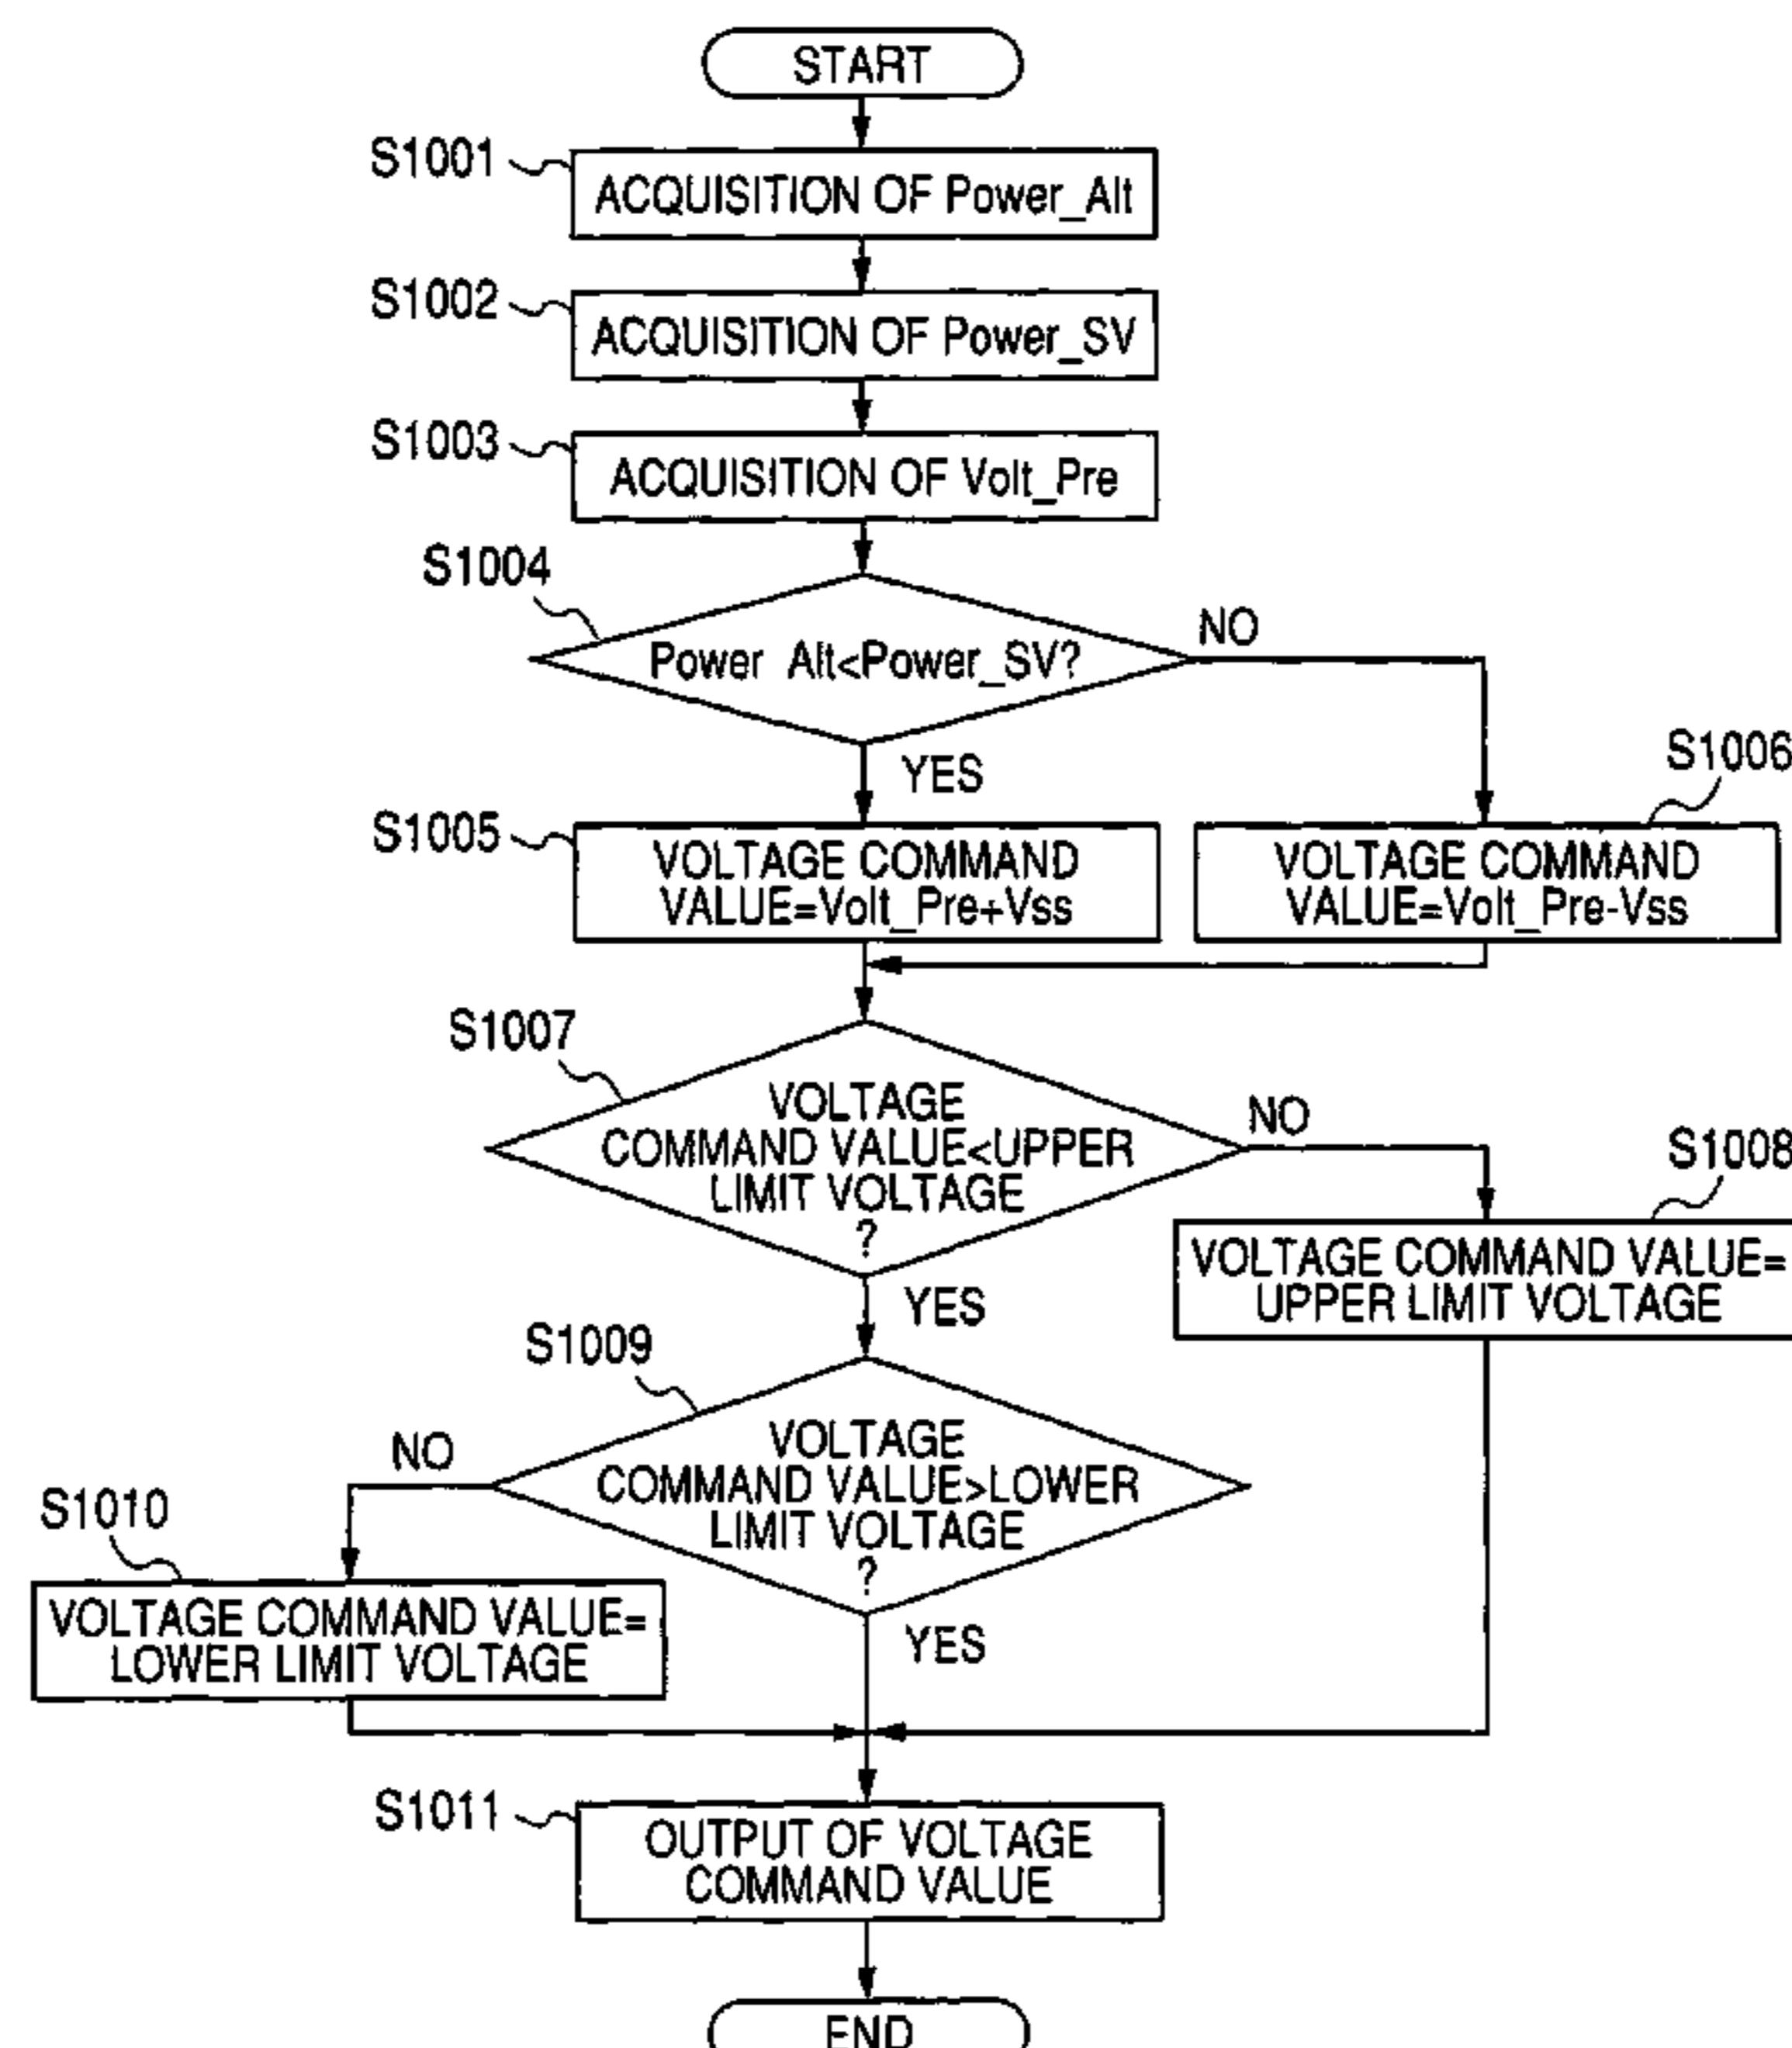 START
S1001
ACQUISITION OF Power_Alt
S1002
ACQUISITION OF Power_SV
S1003
ACQUISITION OF Volt_Pre
S1004
Power Alt<Power_SV?
NO
YES
S1005
VOLTAGE COMMAND
VALUE=Volt_Pre+Vss
S1006
VOLTAGE COMMAND
VALUE=Volt_Pre-Vss
S1007
VOLTAGE
COMMAND VALUE<UPPER
LIMIT VOLTAGE
?
NO
YES
S1008
VOLTAGE COMMAND VALUE=
UPPER LIMIT VOLTAGE
S1009
VOLTAGE
COMMAND VALUE>LOWER
LIMIT VOLTAGE
?
NO
YES
S1010
VOLTAGE COMMAND VALUE=
LOWER LIMIT VOLTAGE
S1011
OUTPUT OF VOLTAGE
COMMAND VALUE
END